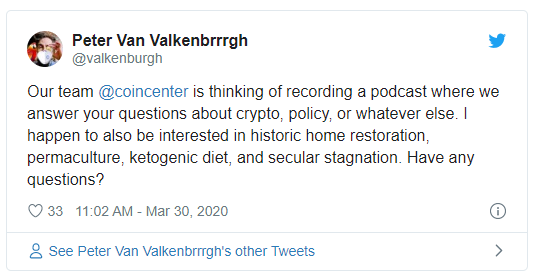 Peter Van Valkenbrrrgh
@valkenburgh
Our team @coincenter is thinking of recording a podcast where we
answer your questions about crypto, policy, or whatever else. I
happen to also be interested in historic home restoration,
permaculture, ketogenic diet, and secular stagnation. Have any
questions?
33 11:02 AM - Mar 30, 2020
See Peter Van Valkenbrrrgh's other Tweets